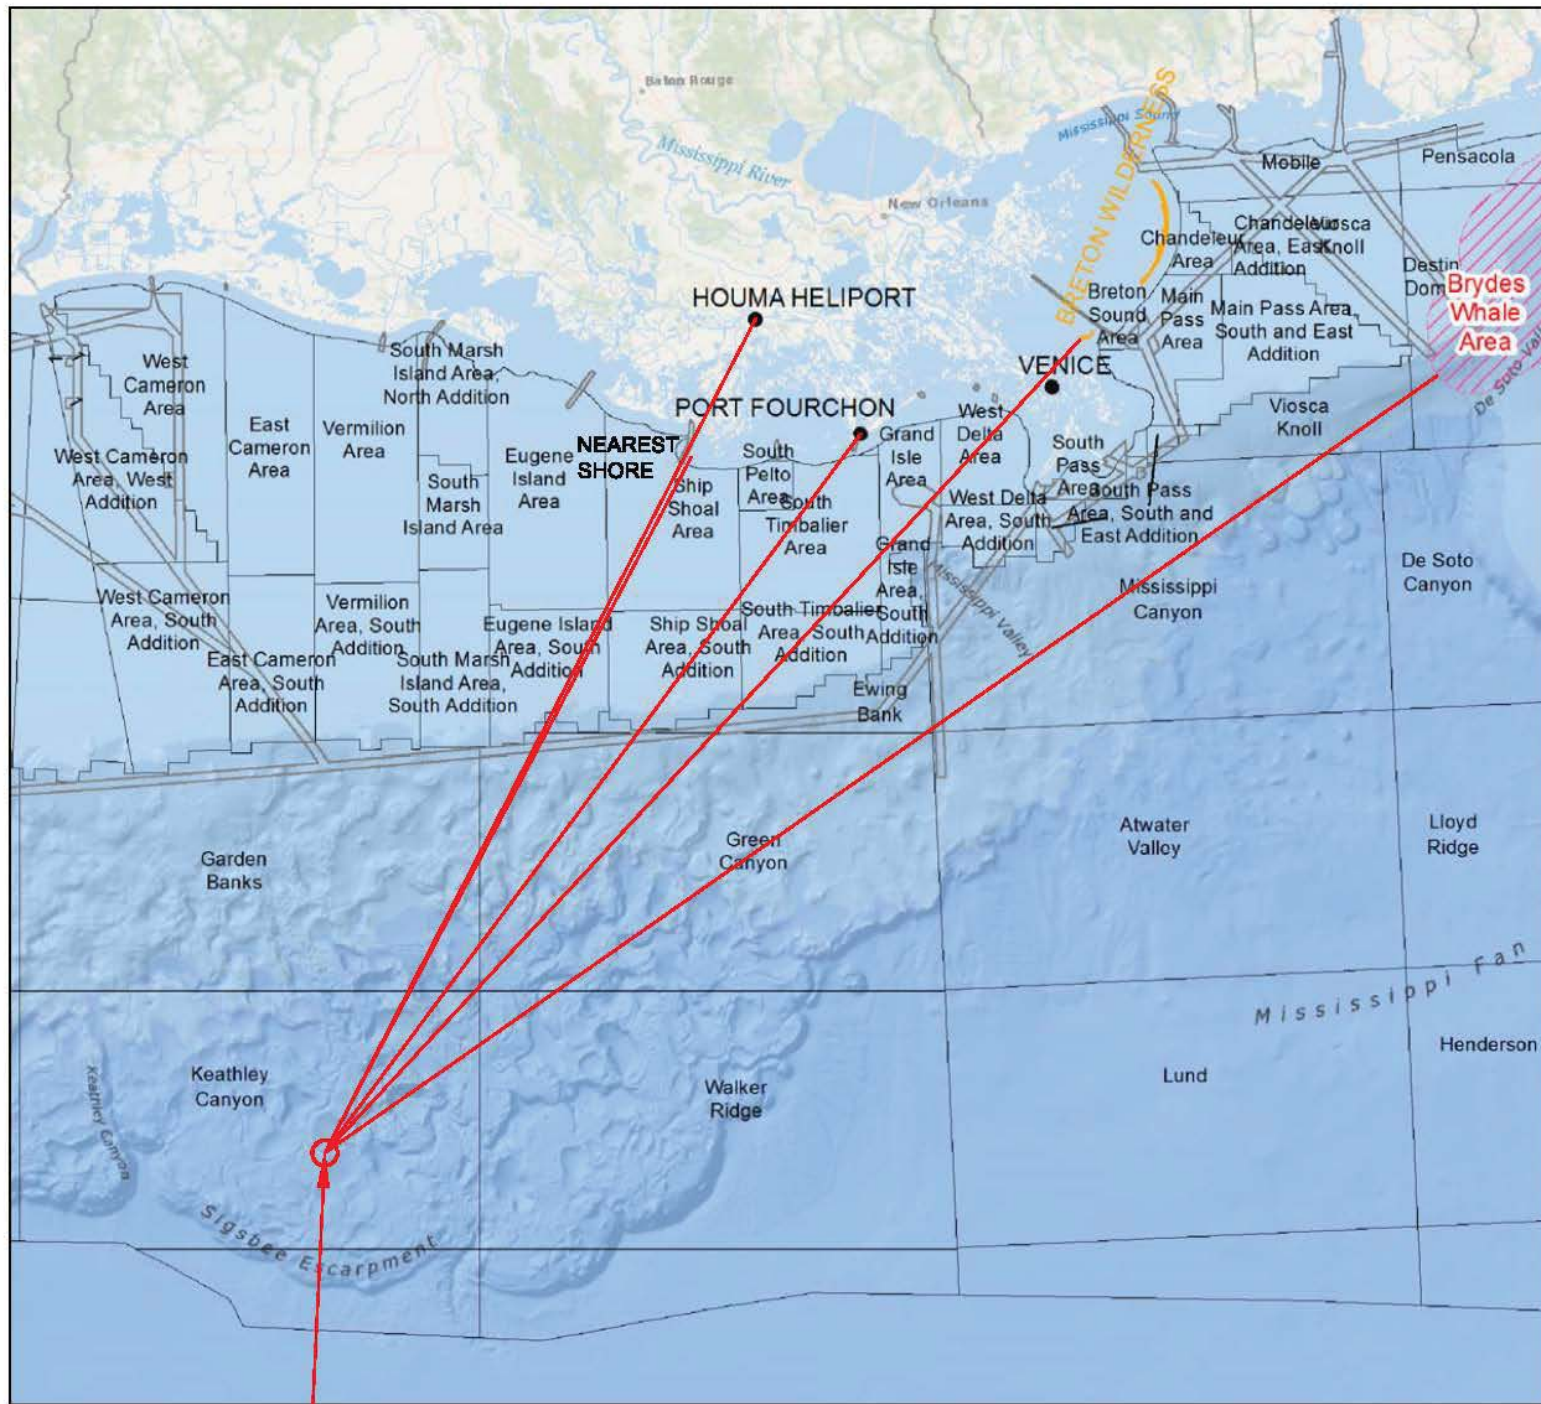 Baton Rouge
Mississippi River
New Orleans
Mississippi Sound
BRETON WILDERNESS
Mobile
Pensacola
Chandeleur
Area
Chandeleur
Area, East
Addition
Viosca
Knoll
Destin
Dom
Brydes
Whale
Area
De Soto Val
HOUMA HELIPORT
Breton
Sound
Area
Main
Pass
Area
Main Pass Area,
South and East
Addition
VENICE
PORT FOURCHON
NEAREST
SHORE
West
Cameron
Area
South Marsh
Island Area,
North Addition
East
Cameron
Area
Vermilion
Area
West Cameron
Area, West
Addition
South
Marsh
Island Area
Eugene
Island
Area
Ship
Shoal
Area
South
Pelto
Area
South
Timbalier
Area
Grand
Isle
Area
West
Delta
Area
South
Pass
Area
Viosca
Knoll
West Delta
Area, South
Addition
South Pass
Area, South and
East Addition
Grand
Isle
Area,
South
Addition
Mississippi Valley
Mississippi
Canyon
De Soto
Canyon
West Cameron
Area, South
Addition
Vermilion
Area, South
Addition
East Cameron
Area, South
Addition
South Marsh
Island Area,
South Addition
Eugene Island
Area, South
Addition
Ship Shoal
Area, South
Addition
South Timbalier
Area, South
Addition
Ewing
Bank
Garden
Banks
Green
Canyon
Atwater
Valley
Lloyd
Ridge
Mississippi Fan
Keathley
Canyon
Keathley Canyon
Walker
Ridge
Lund
Henderson
Sigsbee Escarpment